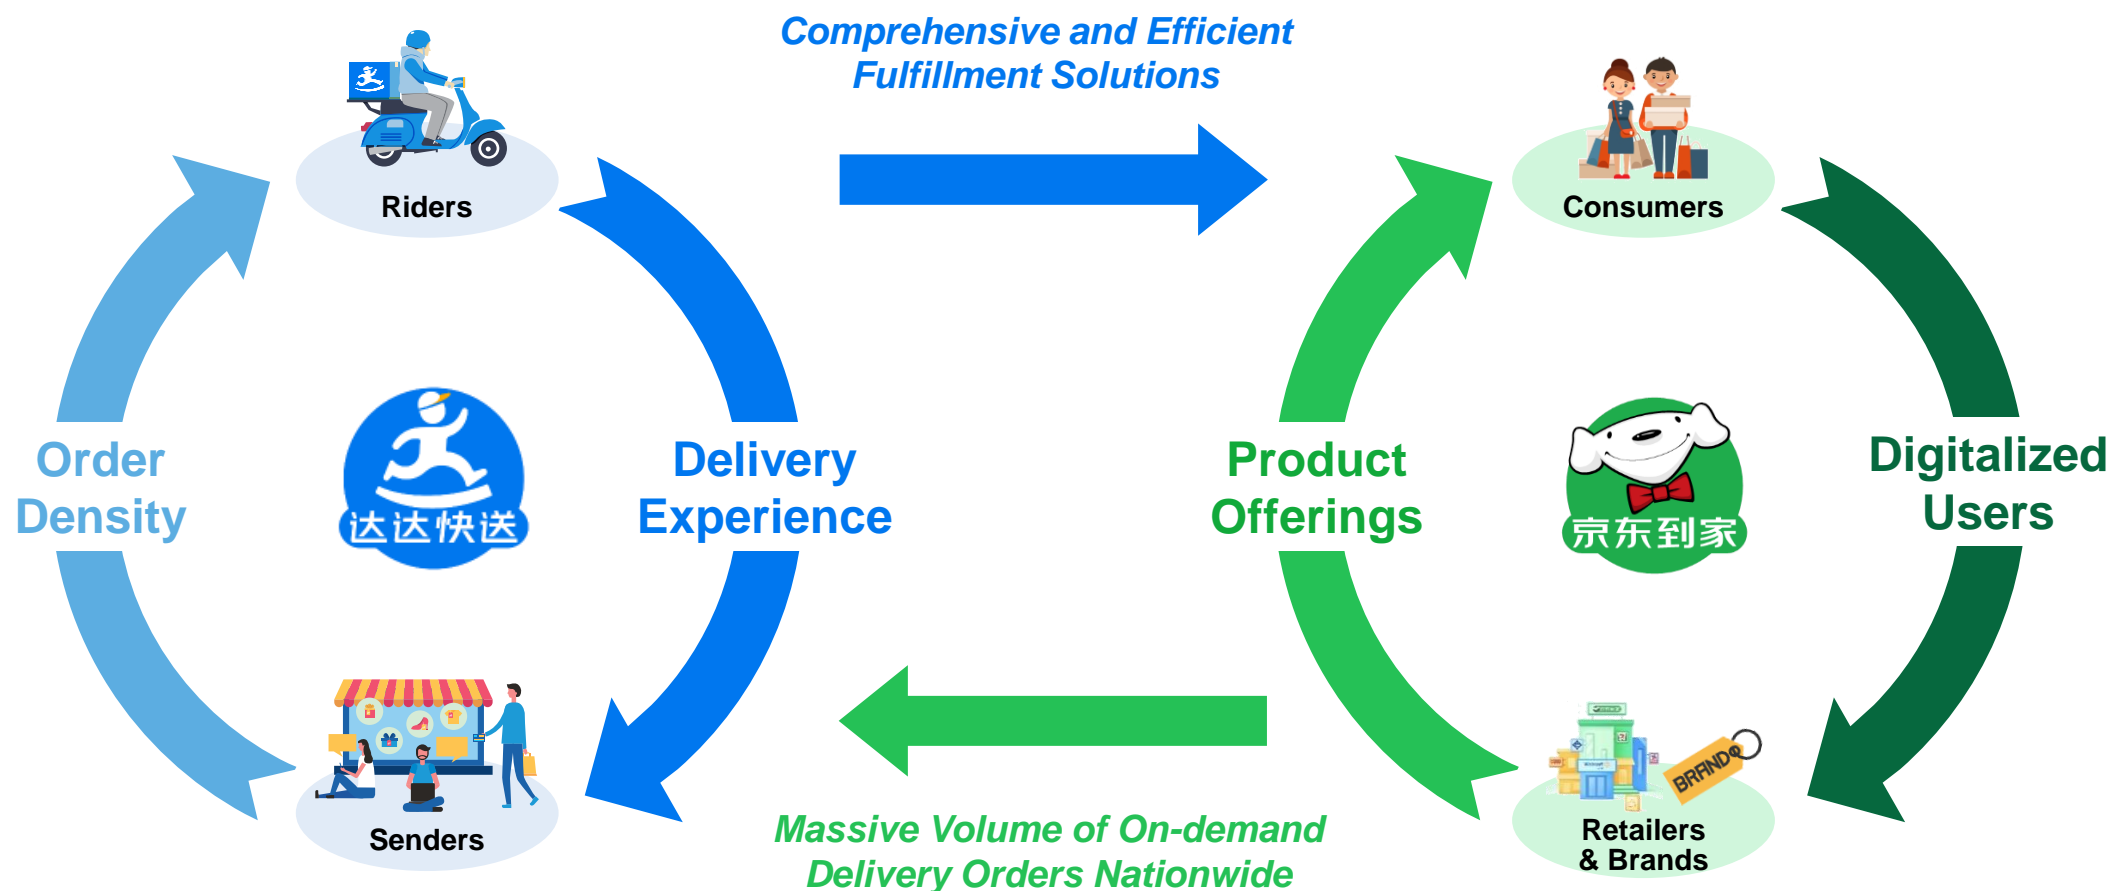 Comprehensive and Efficient
Fulfillment Solutions
Riders
Consumers
Order
Density
达达快送
Delivery
Experience
Product
Offerings
京东到家
Digitalized
Users
BRAND
Senders
Retailers
& Brands
Massive Volume of On-demand
Delivery Orders Nationwide